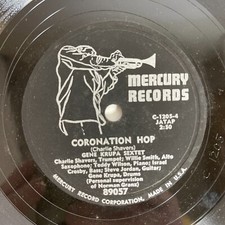 MERCURY
RECORDS
C-1205-4
JATAP
2:50
CORONATION HOP
(Charlie Shavers)
GENE KRUPA SEXTET
Charlie Shavers, Trumpet; Willie Smith, Alto
Saxophone; Teddy Wilson, Piano; Israel
Crosby, Bass; Steve Jordan, Guitar;
Gene Krupa, Drums
(Personal supervision
of Norman Granz)
89057
MERCURY RECORD CORPORATION, MADE IN U.S.A.